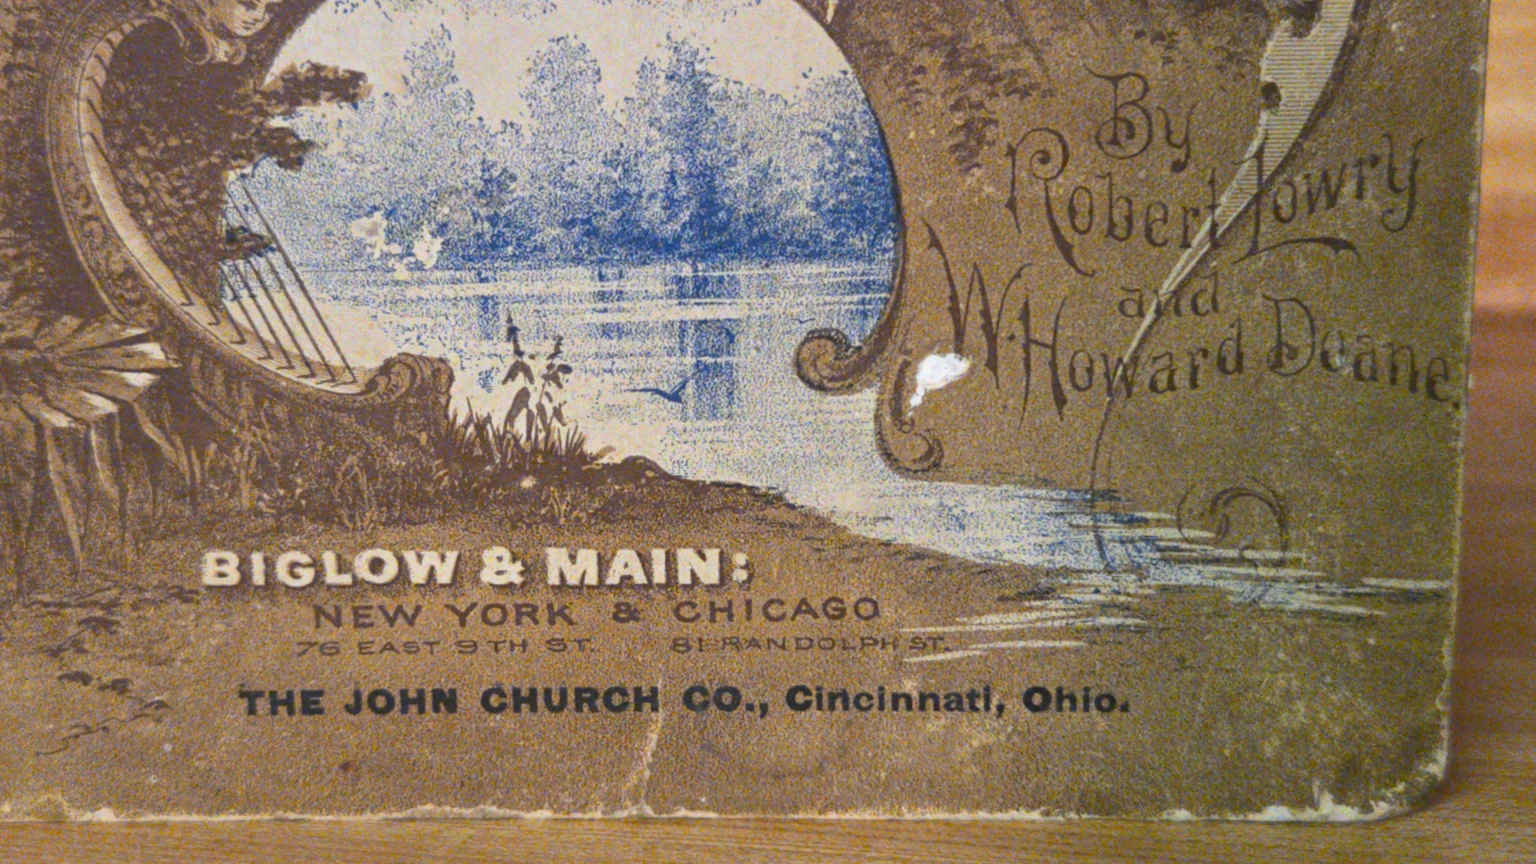 By
Robert Lowry
and
W. Howard Doane.
BIGLOW & MAIN:
NEW YORK & CHICAGO
76 EAST 9TH ST. 81 RANDOLPH ST.
THE JOHN CHURCH CO., Cincinnati, Ohio.